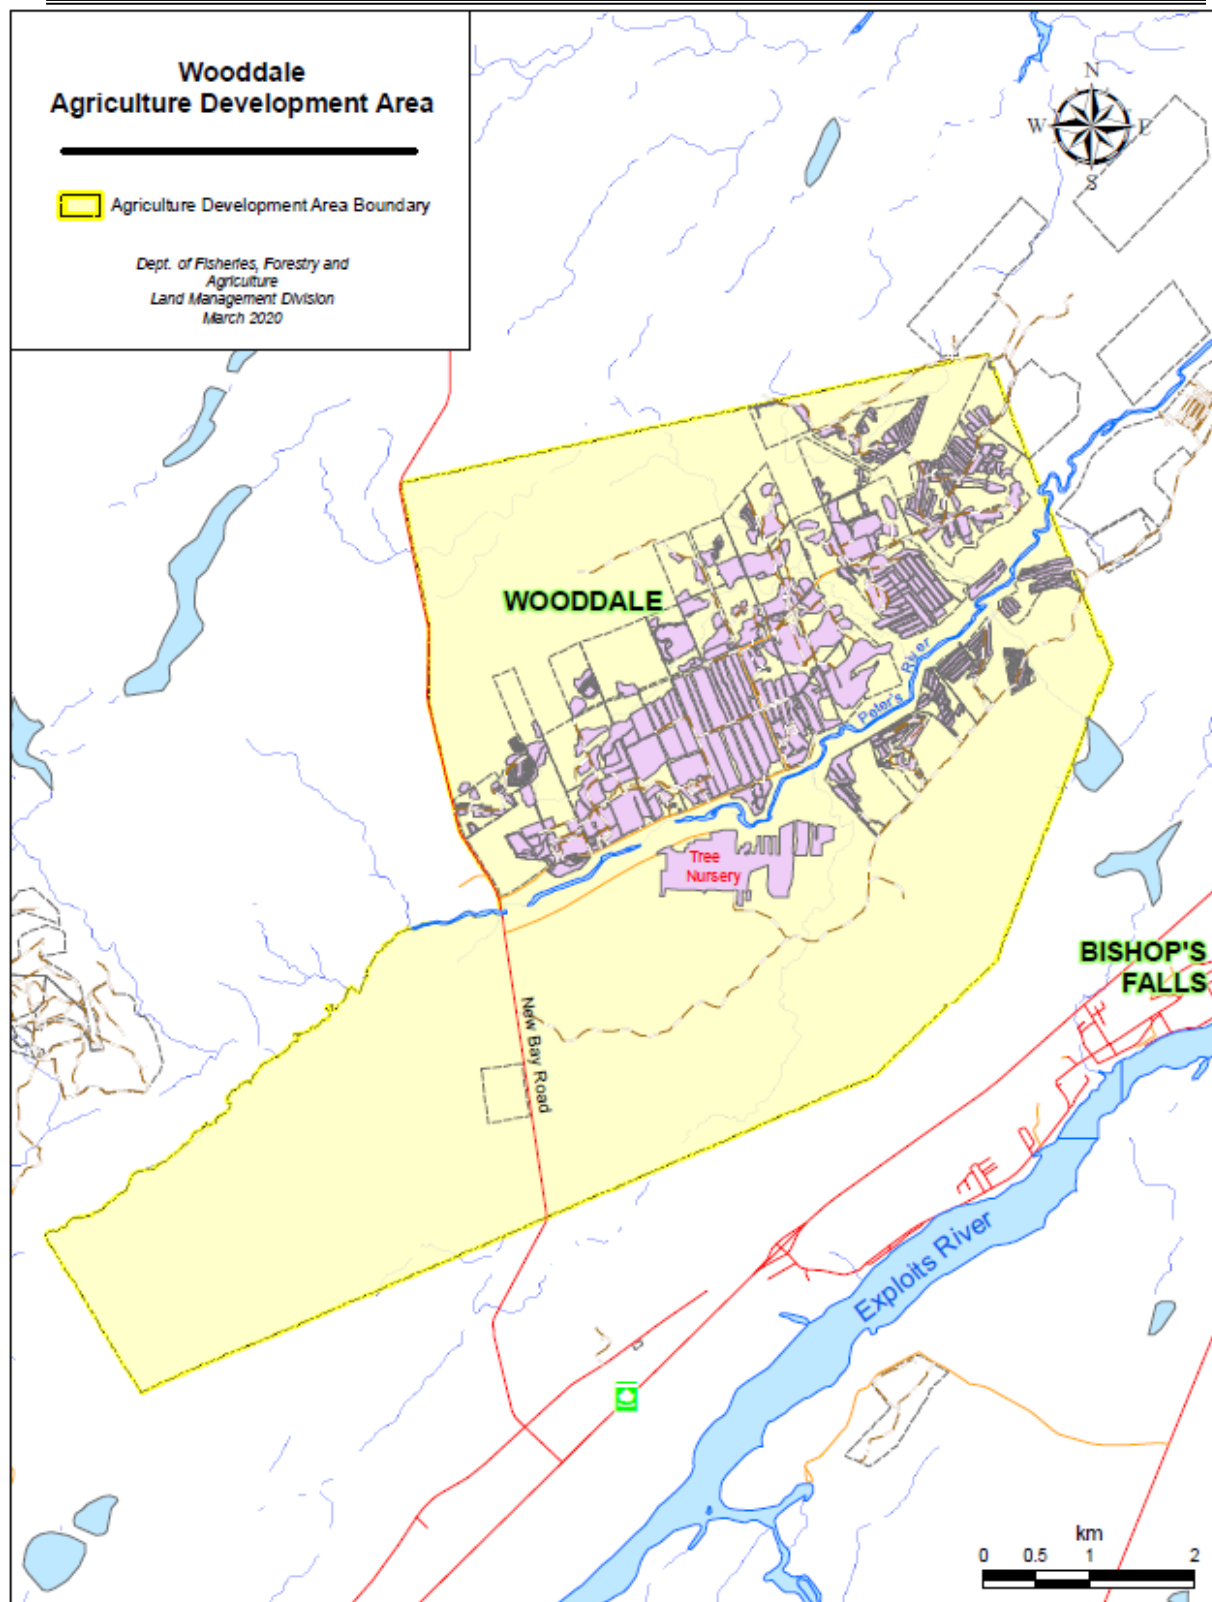 Wooddale
Agriculture Development Area
Agriculture Development Area Boundary
Dept. of Fisheries, Forestry and
Agriculture
Land Management Division
March 2020
N
W E
S
WOODDALE
Peter's River
Tree
Nursery
BISHOP'S
FALLS
New Bay Road
Exploits River
km
0 0.5 1 2